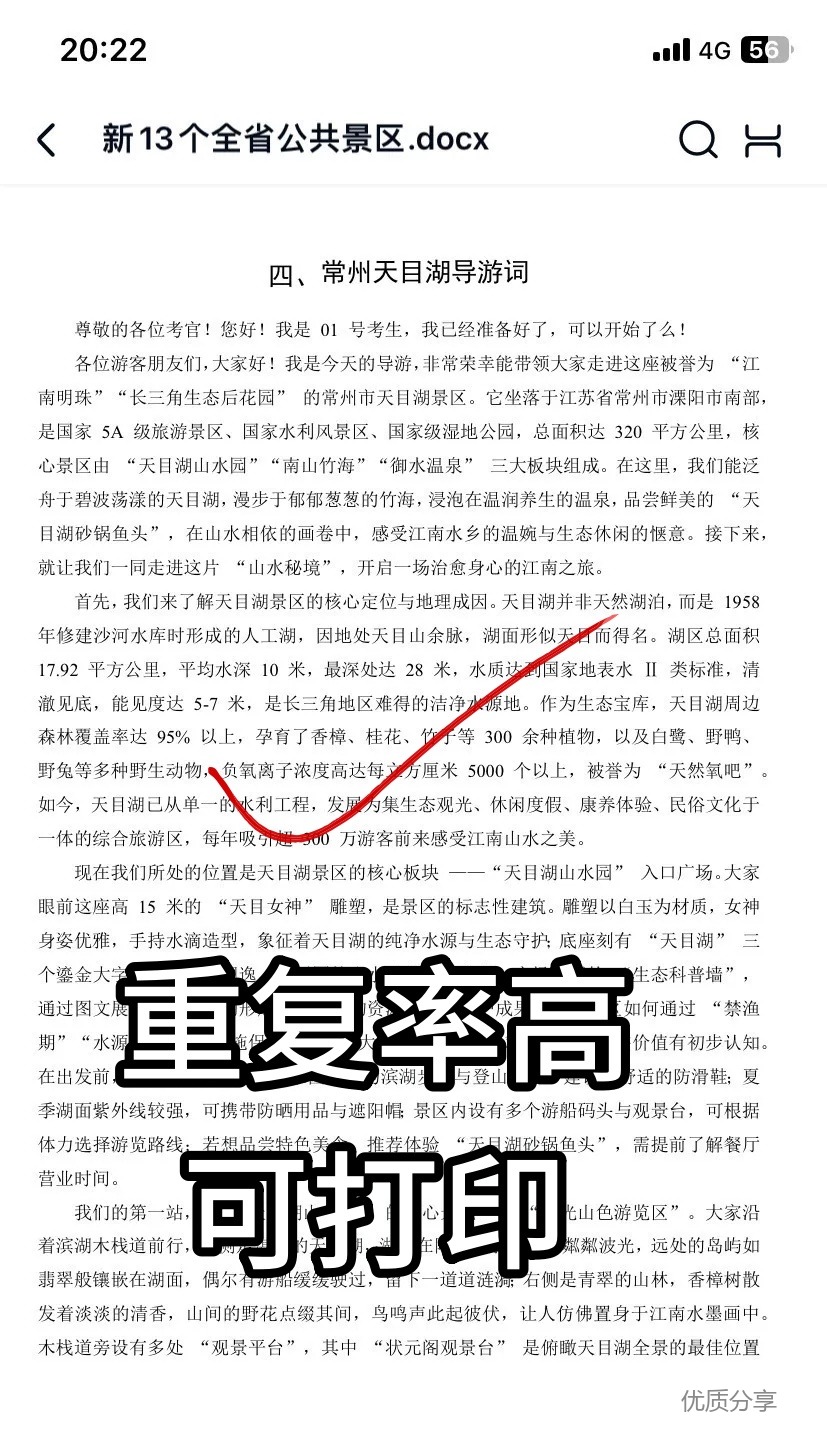 20:22
4G 56
新13个全省公共景区.docx
四、常州天目湖导游词
尊敬的各位考官！您好！我是 01 号考生，我已经准备好了，可以开始了么！
各位游客朋友们，大家好！我是今天的导游，非常荣幸能带领大家走进这座被誉为 “江
南明珠”“长三角生态后花园” 的常州市天目湖景区。它坐落于江苏省常州市溧阳市南部，
是国家 5A 级旅游景区、国家水利风景区、国家级湿地公园，总面积达 320 平方公里，核
心景区由 “天目湖山水园”“南山竹海”“御水温泉” 三大板块组成。在这里，我们能泛
舟于碧波荡漾的天目湖，漫步于郁郁葱葱的竹海，浸泡在温润养生的温泉，品尝鲜美的 “天
目湖砂锅鱼头”，在山水相依的画卷中，感受江南水乡的温婉与生态休闲的惬意。接下来，
就让我们一同走进这片 “山水秘境”，开启一场治愈身心的江南之旅。
首先，我们来了解天目湖景区的核心定位与地理成因。天目湖并非天然湖泊，而是 1958
年修建沙河水库时形成的人工湖，因地处天目山余脉，湖面形似天目而得名。湖区总面积
17.92 平方公里，平均水深 10 米，最深处达 28 米，水质达到国家地表水 Ⅱ 类标准，清
澈见底，能见度达 5-7 米，是长三角地区难得的洁净水源地。作为生态宝库，天目湖周边
森林覆盖率达 95% 以上，孕育了香樟、桂花、竹子等 300 余种植物，以及白鹭、野鸭、
野兔等多种野生动物，负氧离子浓度高达每立方厘米 5000 个以上，被誉为 “天然氧吧”。
如今，天目湖已从单一的水利工程，发展为集生态观光、休闲度假、康养体验、民俗文化于
一体的综合旅游区，每年吸引超 300 万游客前来感受江南山水之美。
现在我们所处的位置是天目湖景区的核心板块 ——“天目湖山水园” 入口广场。大家
眼前这座高 15 米的 “天目女神” 雕塑，是景区的标志性建筑。雕塑以白玉为材质，女神
身姿优雅，手持水滴造型，象征着天目湖的纯净水源与生态守护；底座刻有 “天目湖” 三
个鎏金大字 生态科普墙”，
通过图文展 成果 如何通过 “禁渔
期”“水源 价值有初步认知。
在出发前， 滨湖 与登山 舒适的防滑鞋；夏
季湖面紫外线较强，可携带防晒用品与遮阳帽；景区内设有多个游船码头与观景台，可根据
体力选择游览路线；若想品尝特色美食，推荐体验 “天目湖砂锅鱼头”，需提前了解餐厅
营业时间。
我们的第一站， 光山色游览区”。大家沿
着滨湖木栈道前行， 粼粼波光，远处的岛屿如
翡翠般镶嵌在湖面，偶尔有游船缓缓驶过，留下一道道涟漪；右侧是青翠的山林，香樟树散
发着淡淡的清香，山间的野花点缀其间，鸟鸣声此起彼伏，让人仿佛置身于江南水墨画中。
木栈道旁设有多处 “观景平台”，其中 “状元阁观景台” 是俯瞰天目湖全景的最佳位置
重复率高
可打印
优质分享